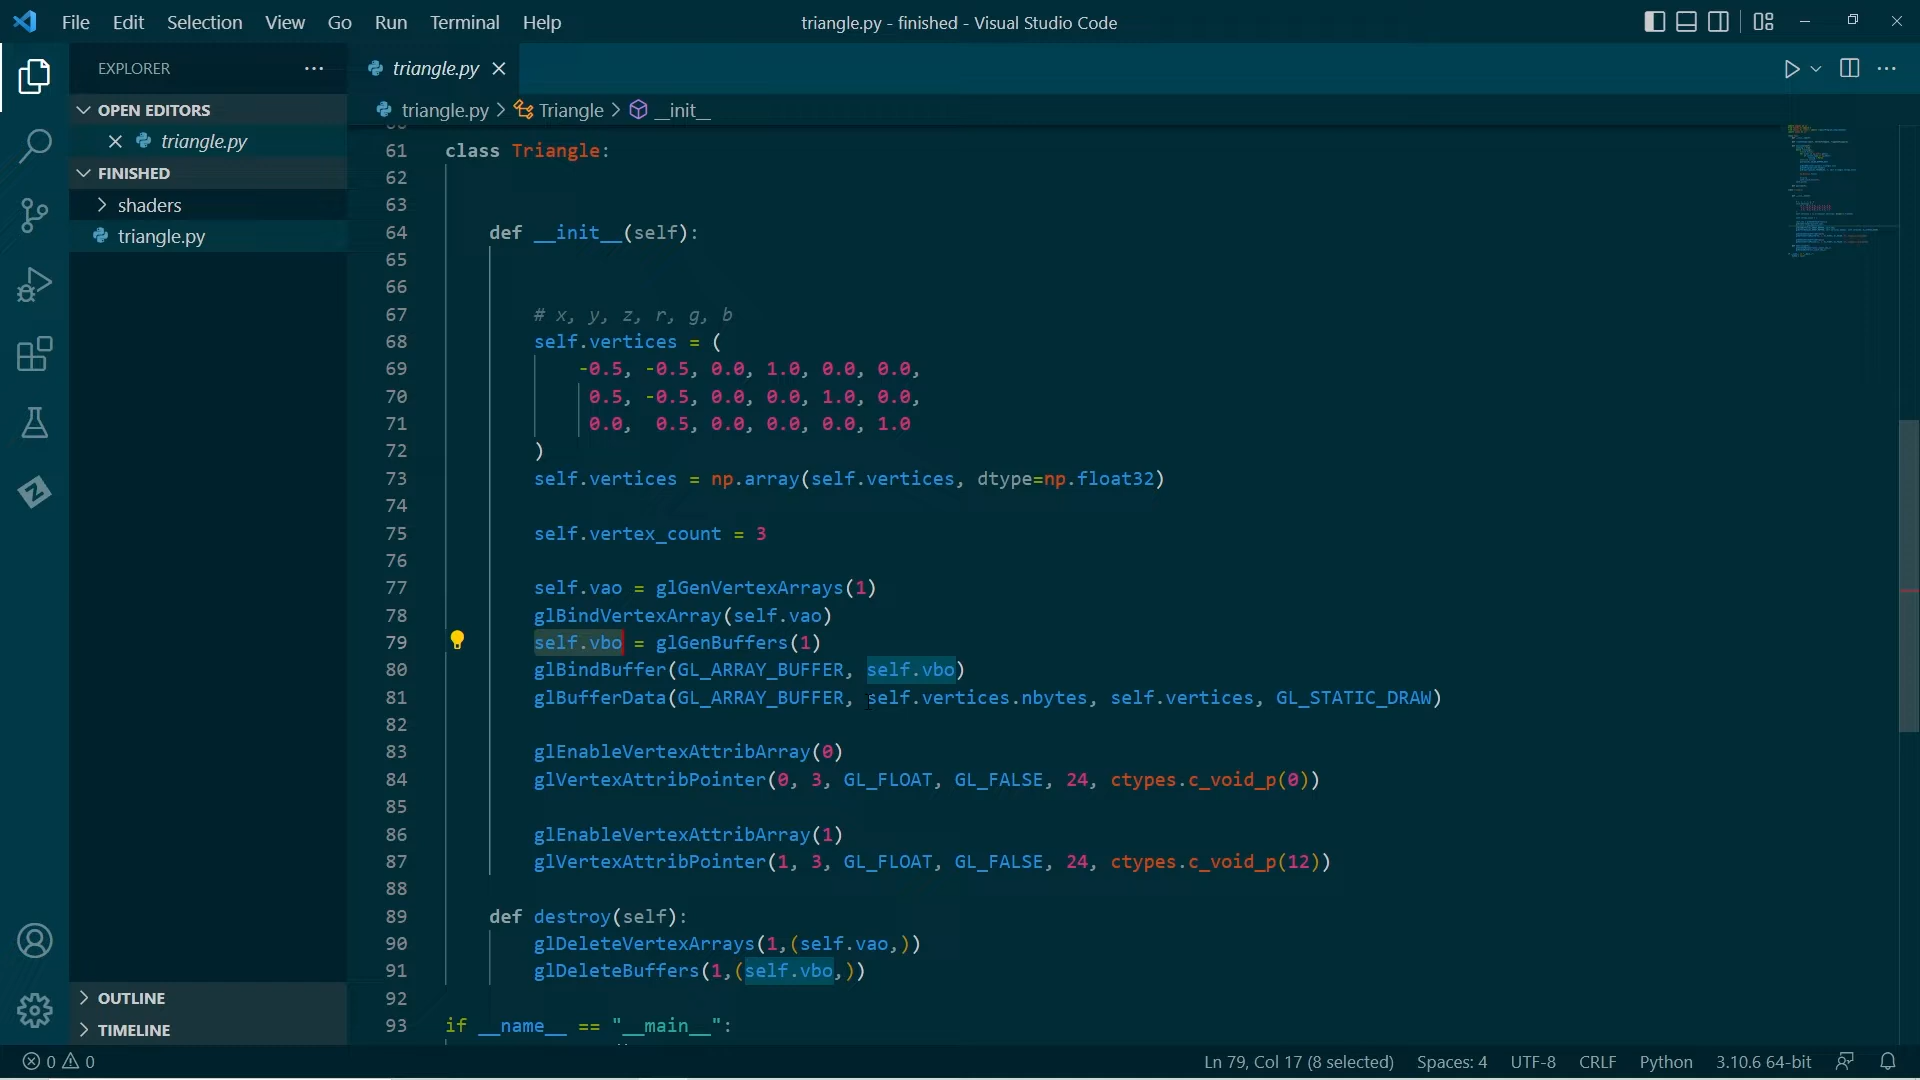 File Edit Selection View Go Run Terminal Help
triangle.py - finished - Visual Studio Code
EXPLORER
OPEN EDITORS
triangle.py
FINISHED
shaders
triangle.py
OUTLINE
TIMELINE
triangle.py
triangle.py > Triangle > __init__
61 class Triangle:
62
63
64 def __init__(self):
65
66
67 # x, y, z, r, g, b
68 self.vertices = (
69 -0.5, -0.5, 0.0, 1.0, 0.0, 0.0,
70 0.5, -0.5, 0.0, 0.0, 1.0, 0.0,
71 0.0, 0.5, 0.0, 0.0, 0.0, 1.0
72 )
73 self.vertices = np.array(self.vertices, dtype=np.float32)
74
75 self.vertex_count = 3
76
77 self.vao = glGenVertexArrays(1)
78 glBindVertexArray(self.vao)
79 self.vbo = glGenBuffers(1)
80 glBindBuffer(GL_ARRAY_BUFFER, self.vbo)
81 glBufferData(GL_ARRAY_BUFFER, self.vertices.nbytes, self.vertices, GL_STATIC_DRAW)
82
83 glEnableVertexAttribArray(0)
84 glVertexAttribPointer(0, 3, GL_FLOAT, GL_FALSE, 24, ctypes.c_void_p(0))
85
86 glEnableVertexAttribArray(1)
87 glVertexAttribPointer(1, 3, GL_FLOAT, GL_FALSE, 24, ctypes.c_void_p(12))
88
89 def destroy(self):
90 glDeleteVertexArrays(1,(self.vao,))
91 glDeleteBuffers(1,(self.vbo,))
92
93 if __name__ == "__main__":
0 0
Ln 79, Col 17 (8 selected) Spaces: 4 UTF-8 CRLF Python 3.10.6 64-bit